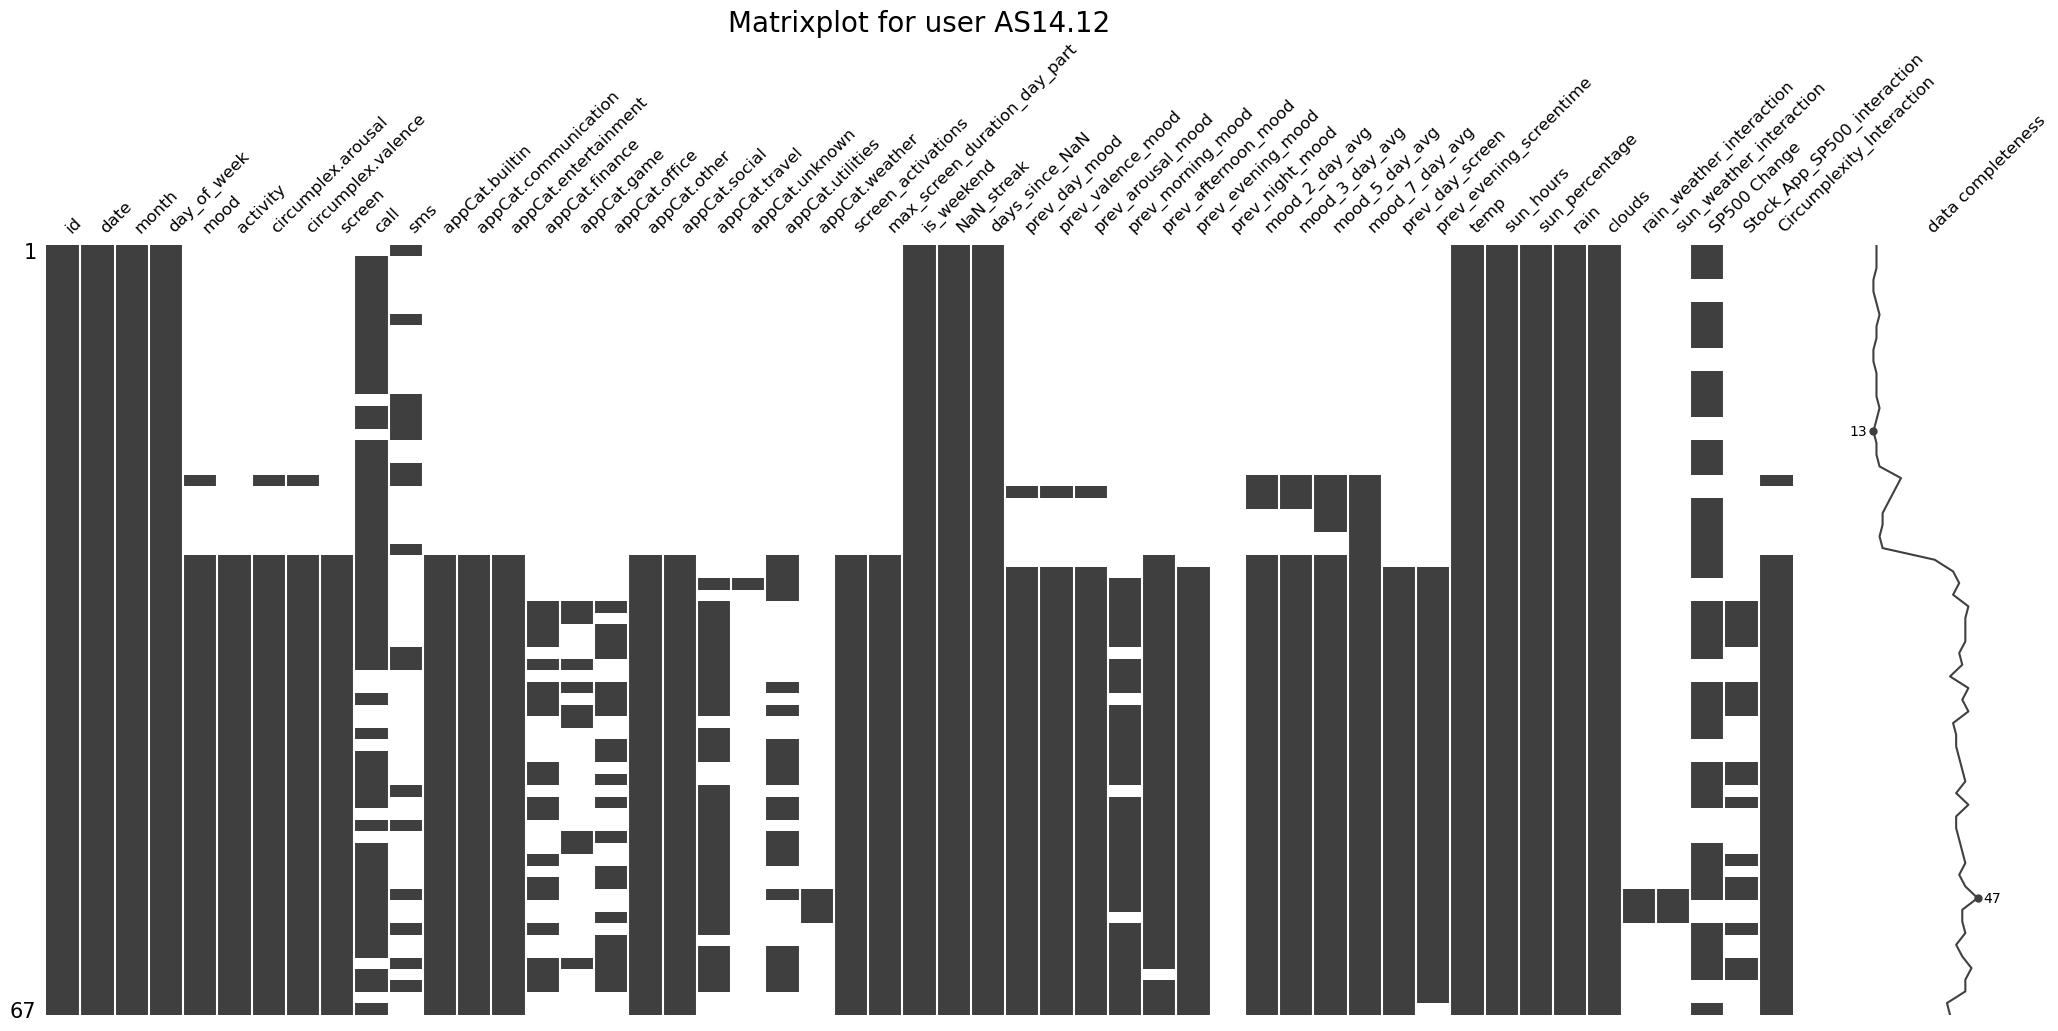 Matrixplot for user AS14.12
id
date
month
day_of_week
mood
activity
circumplex.arousal
circumplex.valence
screen
call
sms
appCat.builtin
appCat.communication
appCat.entertainment
appCat.finance
appCat.game
appCat.office
appCat.other
appCat.social
appCat.travel
appCat.unknown
appCat.utilities
appCat.weather
screen_activations
max_screen_duration_day_part
is_weekend
NaN_streak
days_since_NaN
prev_day_mood
prev_valence_mood
prev_arousal_mood
prev_morning_mood
prev_afternoon_mood
prev_evening_mood
prev_night_mood
mood_2_day_avg
mood_3_day_avg
mood_5_day_avg
mood_7_day_avg
prev_day_screen
prev_evening_screentime
temp
sun_hours
sun_percentage
rain
clouds
rain_weather_interaction
sun_weather_interaction
SP500 Change
Stock_App_SP500_interaction
Circumplexity_Interaction
data completeness
1
13
47
67